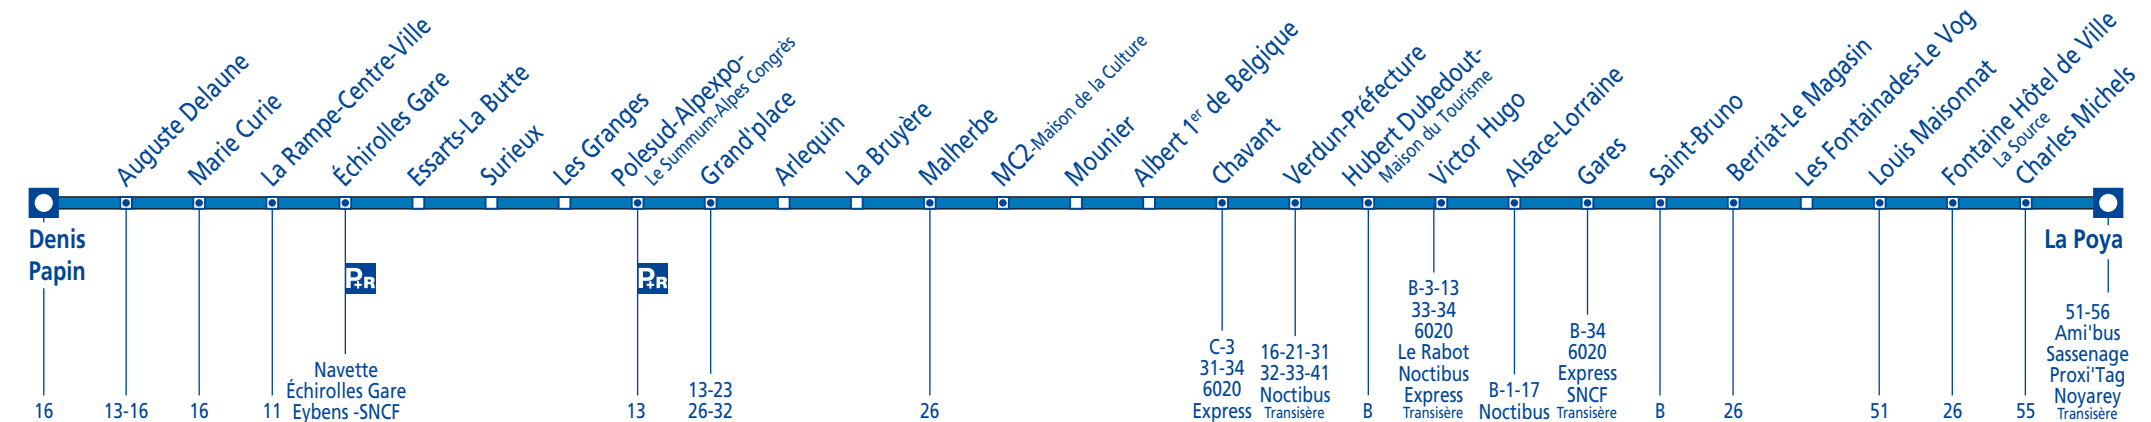 Auguste Delaune
Marie Curie
La Rampe-Centre-Ville
Échirolles Gare
Essarts-La Butte
Surieux
Les Granges
Polesud-Alpexpo-
Le Summum-Alpes Congrès
Grand'place
Arlequin
La Bruyère
Malherbe
MC2-Maison de la Culture
Mounier
Albert 1er de Belgique
Chavant
Verdun-Préfecture
Hubert Dubedout-
Maison du Tourisme
Victor Hugo
Alsace-Lorraine
Gares
Saint-Bruno
Berriat-Le Magasin
Les Fontainades-Le Vog
Louis Maisonnat
Fontaine Hôtel de Ville
La Source
Charles Michels
Denis
Papin
16
13-16
16
11
P+R
Navette
Échirolles Gare
Eybens -SNCF
P+R
13
13-23
26-32
26
C-3
31-34
6020
Express
16-21-31
32-33-41
Noctibus
Transisère
B
B-3-13
33-34
6020
Le Rabot
Noctibus
Express
Transisère
B-1-17
Noctibus
B-34
6020
Express
SNCF
Transisère
B
26
51
26
55
La Poya
51-56
Ami'bus
Sassenage
Proxi'Tag
Noyarey
Transisère